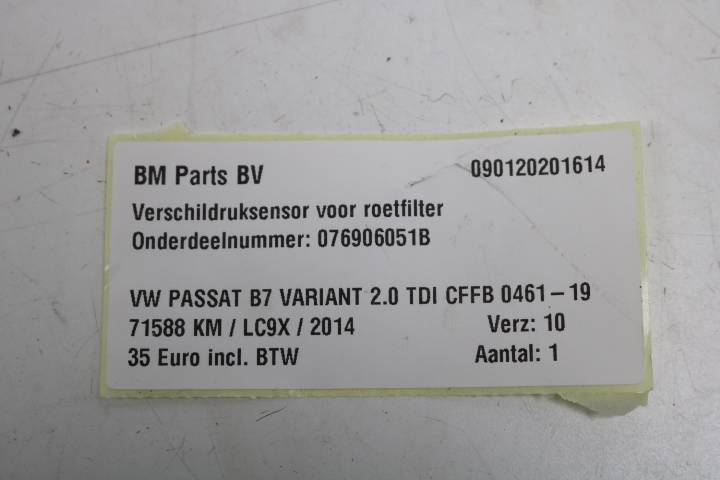 BM Parts BV 090120201614
Verschildruksensor voor roetfilter
Onderdeelnummer: 076906051B
VW PASSAT B7 VARIANT 2.0 TDI CFFB 0461-19
71588 KM / LC9X / 2014 Verz: 10
35 Euro incl. BTW Aantal: 1